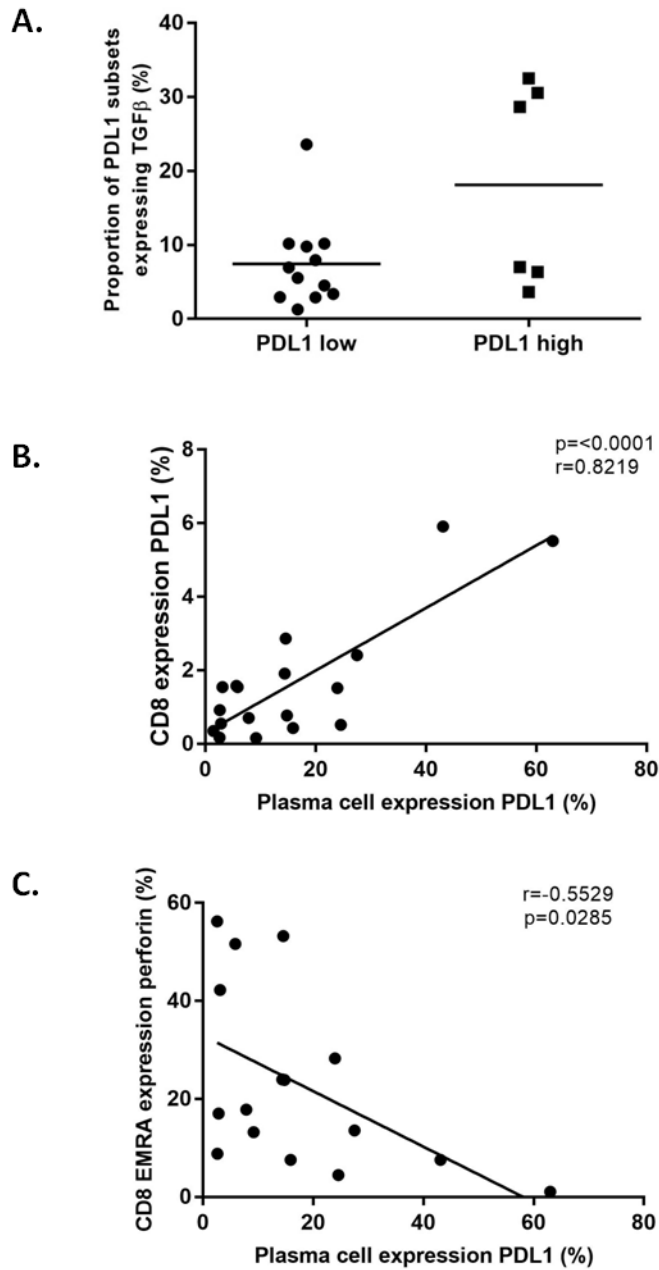 A.
Proportion of PDL1 subsets
expressing TGFβ (%)
40
30
20
10
0
PDL1 low
PDL1 high
B.
CD8 expression PDL1 (%)
8
6
4
2
0
p=<0.0001
r=0.8219
0 20 40 60 80
Plasma cell expression PDL1 (%)
C.
CD8 EMRA expression perforin (%)
60
40
20
0
r=-0.5529
p=0.0285
0 20 40 60 80
Plasma cell expression PDL1 (%)